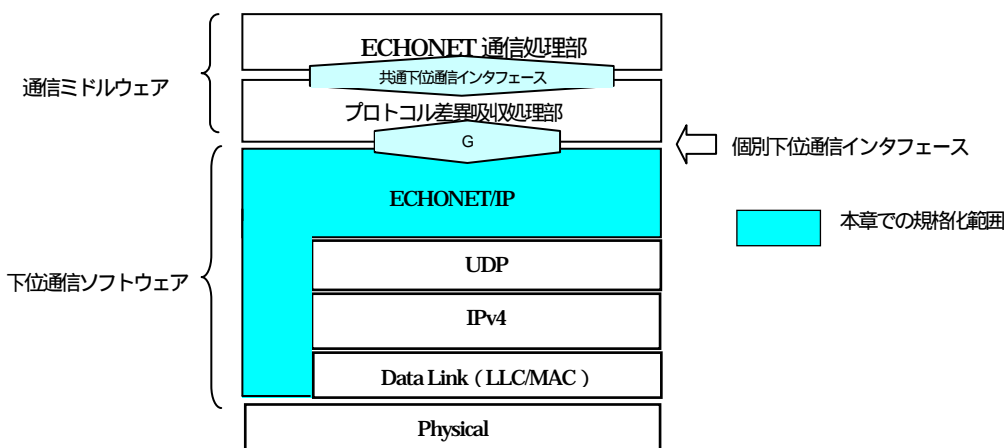 ECHONET 通信処理部
共通下位通信インタフェース
通信ミドルウェア
プロトコル差異吸収処理部
G
個別下位通信インタフェース
ECHONET/IP
本章での規格化範囲
UDP
下位通信ソフトウェア
IPv4
Data Link（LLC/MAC）
Physical